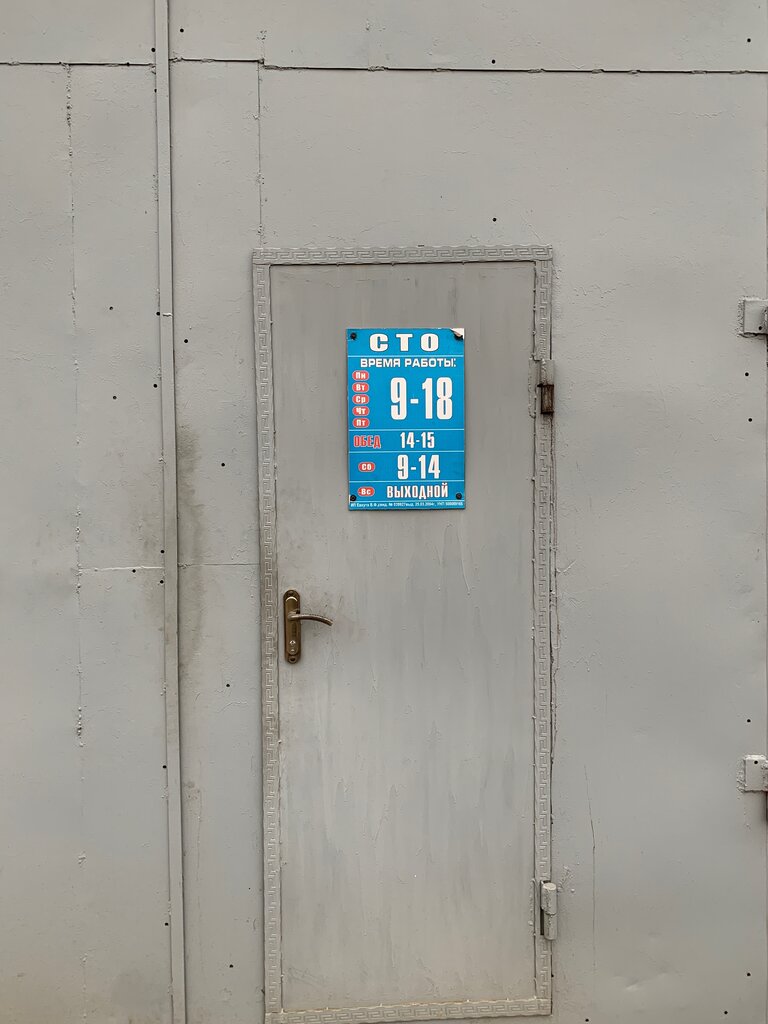 СТО
ВРЕМЯ РАБОТЫ:
Пн
Вт
Ср
Чт
Пт
9-18
ОБЕД 14-15
Сб 9-14
Вс ВЫХОДНОЙ